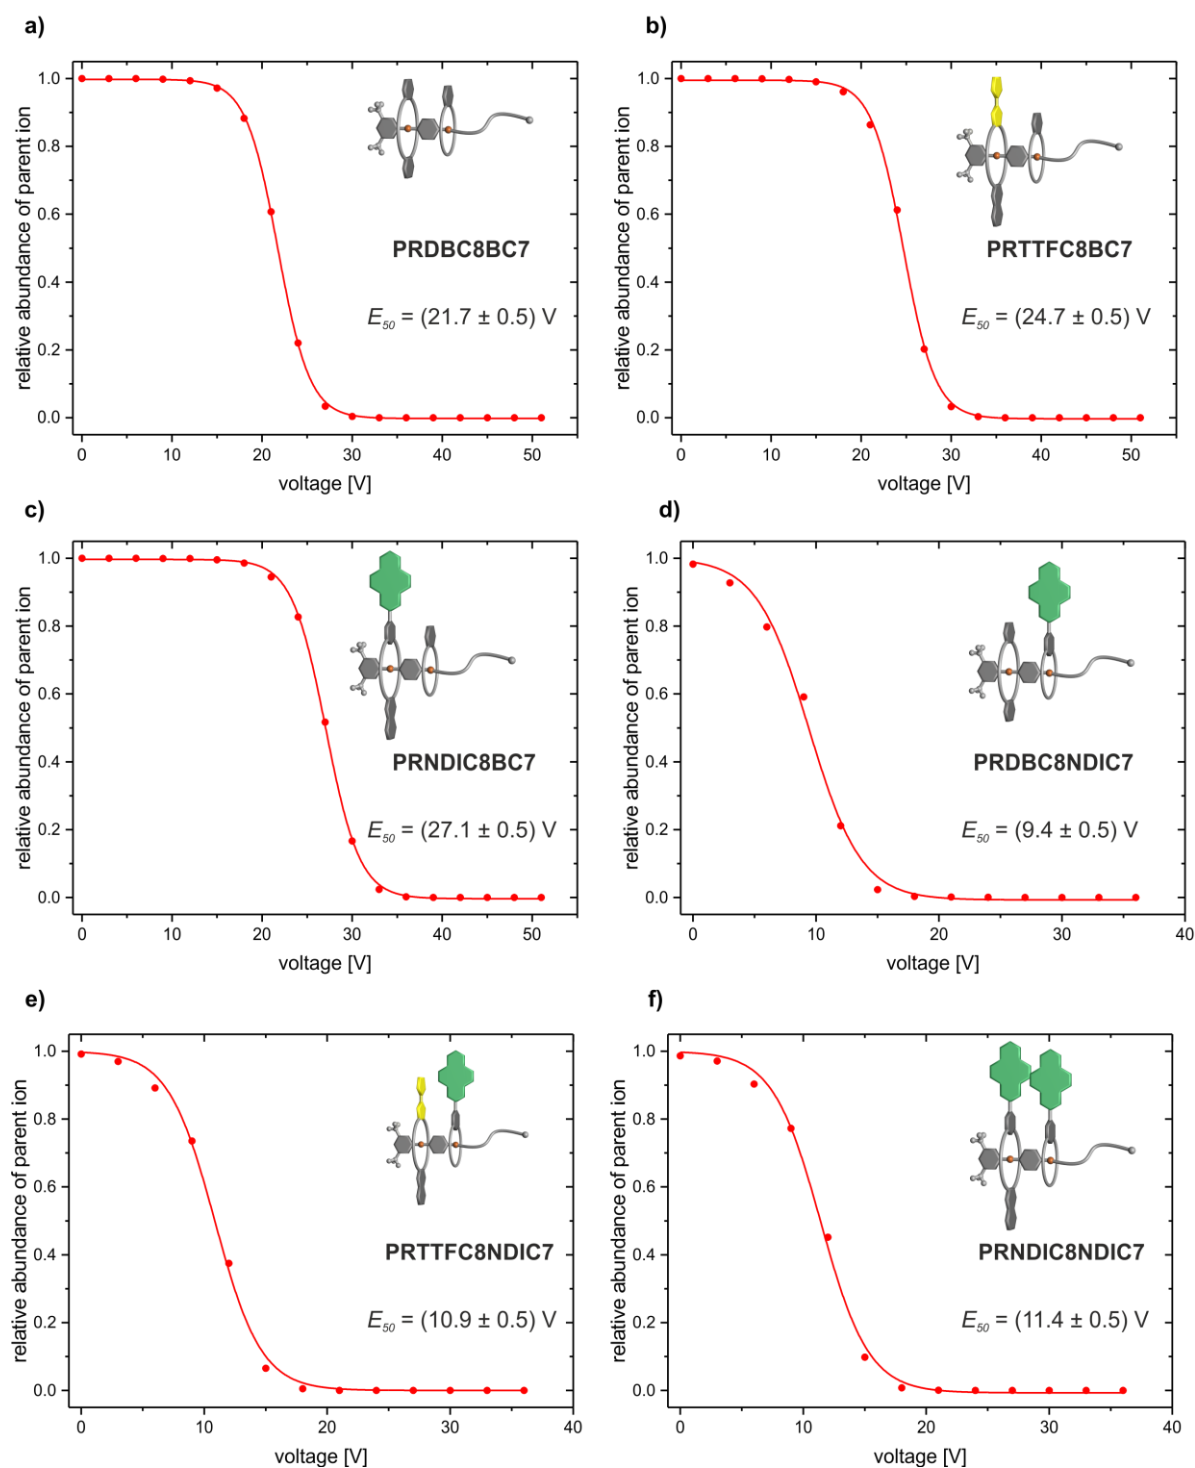 a)
relative abundance of parent ion
1.0
0.8
0.6
0.4
0.2
0.0
PRDBC8BC7
E50 = (21.7 ± 0.5) V
0 10 20 30 40 50
voltage [V]
b)
relative abundance of parent ion
1.0
0.8
0.6
0.4
0.2
0.0
PRTTFC8BC7
E50 = (24.7 ± 0.5) V
0 10 20 30 40 50
voltage [V]
c)
relative abundance of parent ion
1.0
0.8
0.6
0.4
0.2
0.0
PRNDIC8BC7
E50 = (27.1 ± 0.5) V
0 10 20 30 40 50
voltage [V]
d)
relative abundance of parent ion
1.0
0.8
0.6
0.4
0.2
0.0
PRDBC8NDIC7
E50 = (9.4 ± 0.5) V
0 10 20 30 40
voltage [V]
e)
relative abundance of parent ion
1.0
0.8
0.6
0.4
0.2
0.0
PRTTFC8NDIC7
E50 = (10.9 ± 0.5) V
0 10 20 30 40
voltage [V]
f)
relative abundance of parent ion
1.0
0.8
0.6
0.4
0.2
0.0
PRNDIC8NDIC7
E50 = (11.4 ± 0.5) V
0 10 20 30 40
voltage [V]